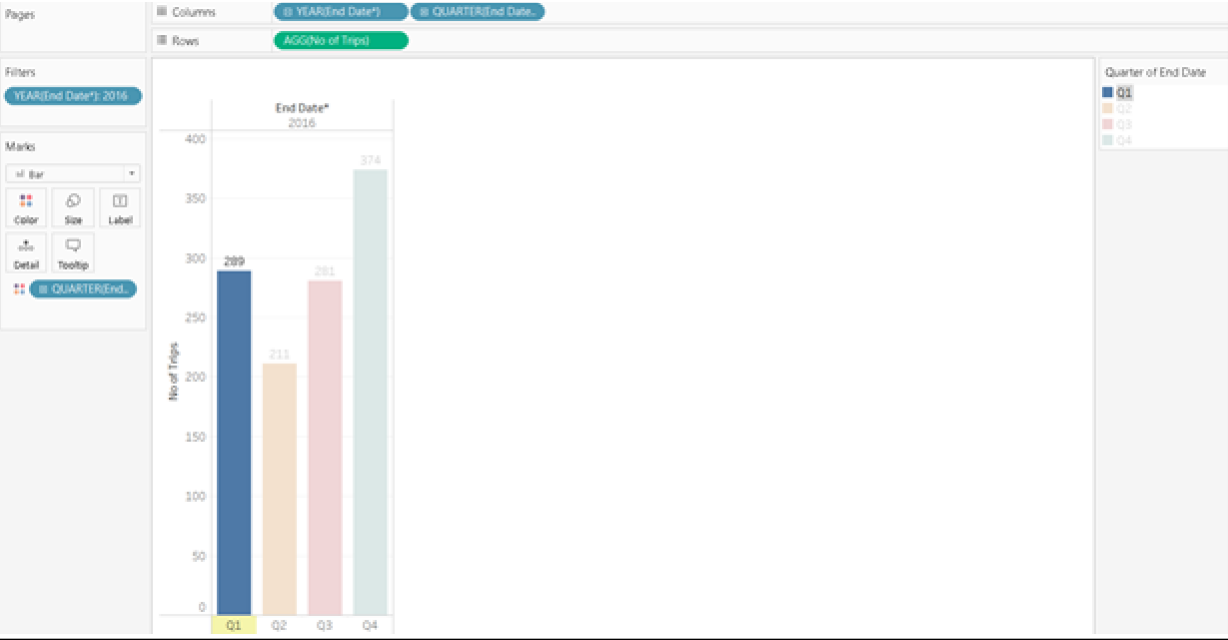 Pages
Columns
YEAR(End Date*)
QUARTER(End Date..
Rows
AGG(No of Trips)
Filters
YEAR(End Date*): 2016
Marks
Bar
Color
Size
Label
Detail
Tooltip
QUARTER(End..
End Date*
2016
No of Trips
400
350
300
250
200
150
100
50
0
289
211
281
374
Q1
Q2
Q3
Q4
Quarter of End Date
Q1
Q2
Q3
Q4